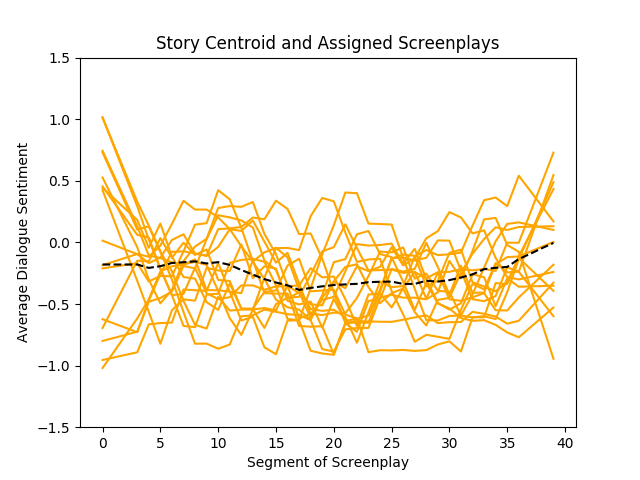 Story Centroid and Assigned Screenplays
1.5
1.0
0.5
0.0
−0.5
−1.0
−1.5
Average Dialogue Sentiment
0 5 10 15 20 25 30 35 40
Segment of Screenplay